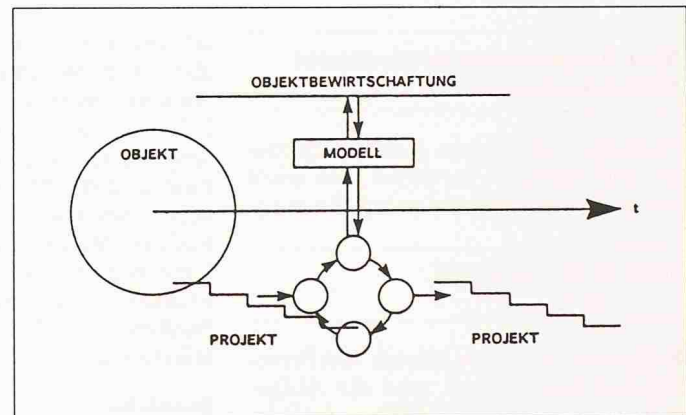 OBJEKTBEWIRTSCHAFTUNG
OBJEKT
MODELL
t
PROJEKT
PROJEKT